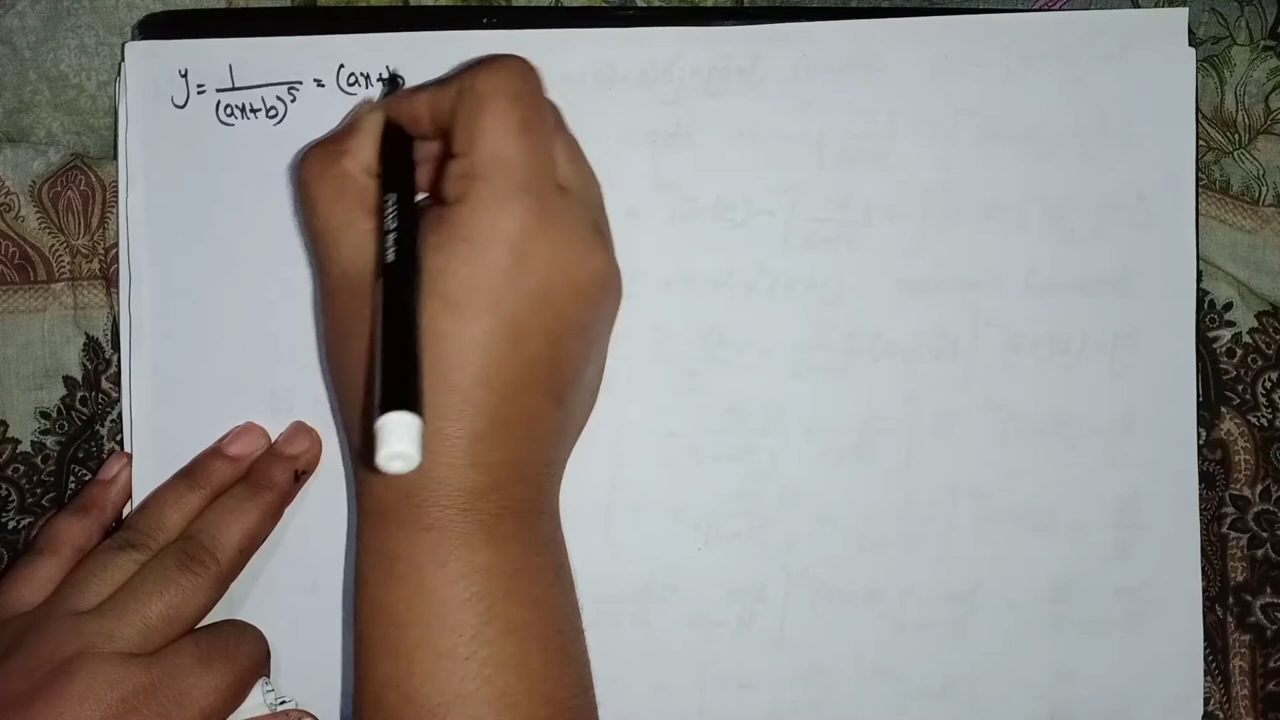 y = 1/(ax+b)^5 = (ax+b